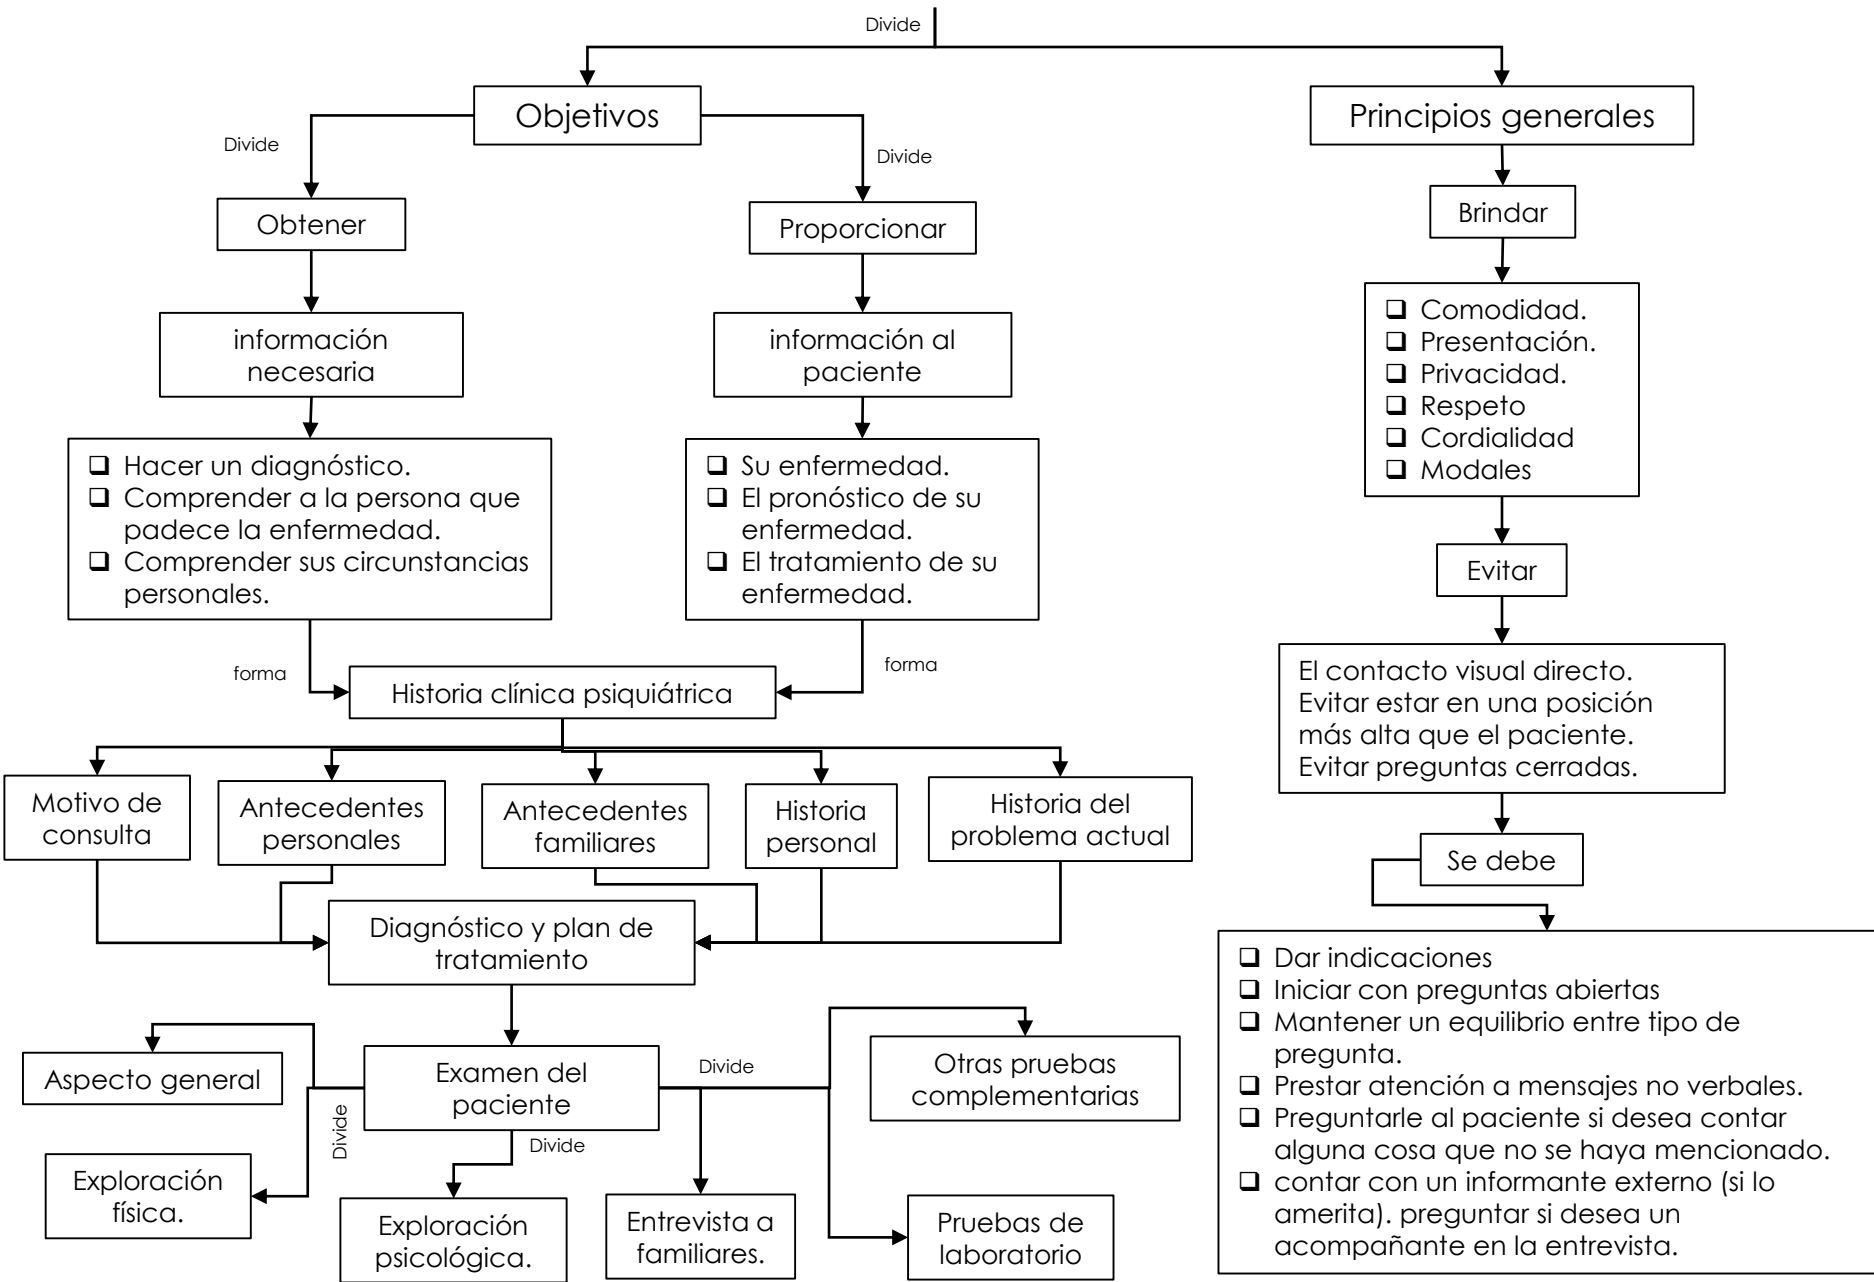 Divide
Objetivos
Principios generales
Divide
Divide
Obtener
Proporcionar
Brindar
información
necesaria
información al
paciente
❑ Comodidad.
❑ Presentación.
❑ Privacidad.
❑ Respeto
❑ Cordialidad
❑ Modales
❑ Hacer un diagnóstico.
❑ Comprender a la persona que
padece la enfermedad.
❑ Comprender sus circunstancias
personales.
❑ Su enfermedad.
❑ El pronóstico de su
enfermedad.
❑ El tratamiento de su
enfermedad.
Evitar
forma
forma
Historia clínica psiquiátrica
El contacto visual directo.
Evitar estar en una posición
más alta que el paciente.
Evitar preguntas cerradas.
Motivo de
consulta
Antecedentes
personales
Antecedentes
familiares
Historia
personal
Historia del
problema actual
Se debe
Diagnóstico y plan de
tratamiento
❑ Dar indicaciones
❑ Iniciar con preguntas abiertas
❑ Mantener un equilibrio entre tipo de
pregunta.
❑ Prestar atención a mensajes no verbales.
❑ Preguntarle al paciente si desea contar
alguna cosa que no se haya mencionado.
❑ contar con un informante externo (si lo
amerita). preguntar si desea un
acompañante en la entrevista.
Aspecto general
Examen del
paciente
Divide
Otras pruebas
complementarias
Divide
Divide
Exploración
física.
Exploración
psicológica.
Entrevista a
familiares.
Pruebas de
laboratorio